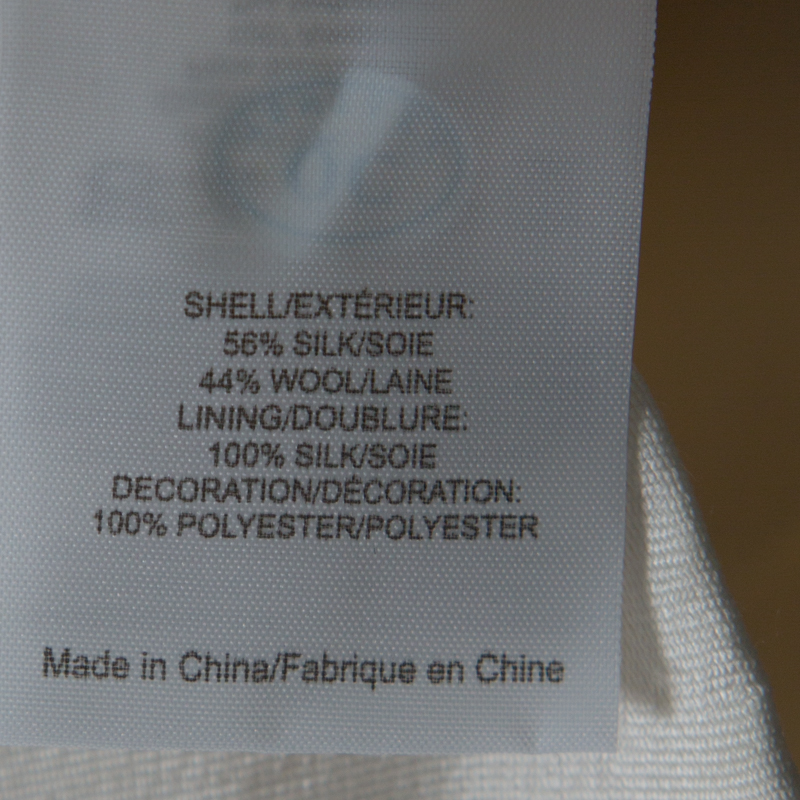 SHELL/EXTÉRIEUR:
56% SILK/SOIE
44% WOOL/LAINE
LINING/DOUBLURE:
100% SILK/SOIE
DECORATION/DÉCORATION:
100% POLYESTER/POLYESTER
Made in China/Fabrique en Chine